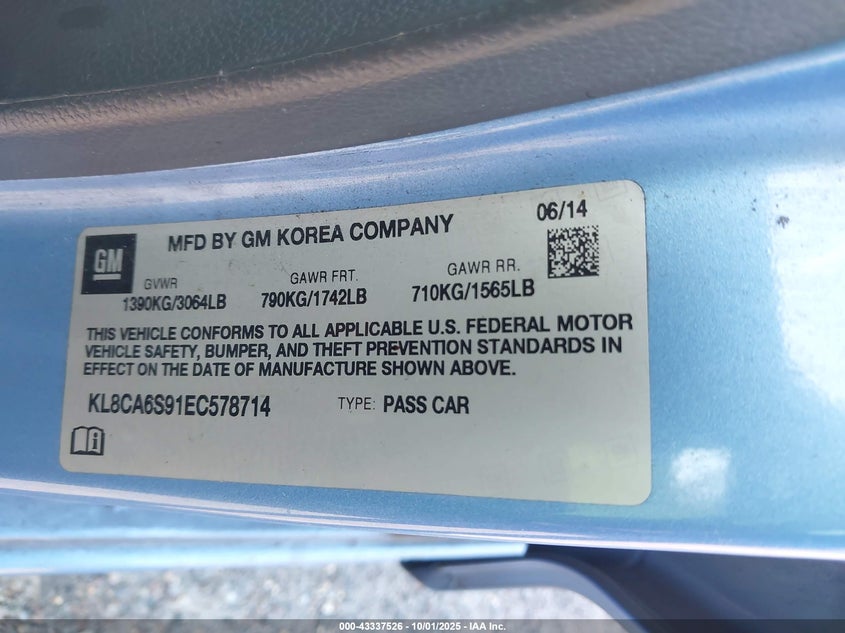 GM
MFD BY GM KOREA COMPANY
06/14
GVWR
1390KG/3064LB
GAWR FRT.
790KG/1742LB
GAWR RR.
710KG/1565LB
THIS VEHICLE CONFORMS TO ALL APPLICABLE U.S. FEDERAL MOTOR
VEHICLE SAFETY, BUMPER, AND THEFT PREVENTION STANDARDS IN
EFFECT ON THE DATE OF MANUFACTURE SHOWN ABOVE.
KL8CA6S91EC578714
TYPE: PASS CAR
000-43337526 - 10/01/2025 - IAA Inc.